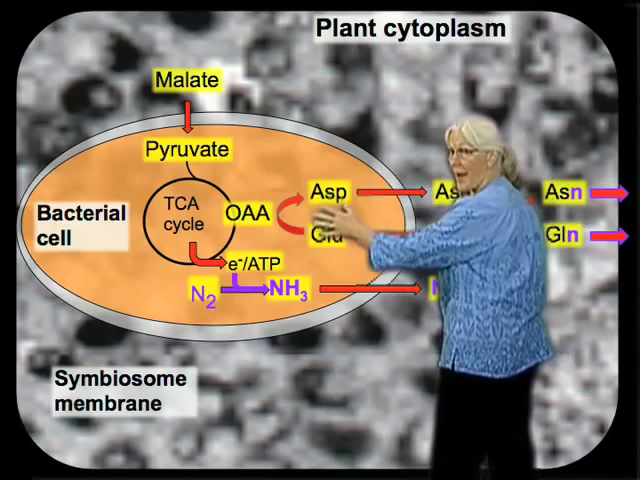 Plant cytoplasm
Malate
Pyruvate
TCA
cycle
OAA
Asp
Asn
Gln
Bacterial
cell
e⁻/ATP
N₂
NH₃
Symbiosome
membrane